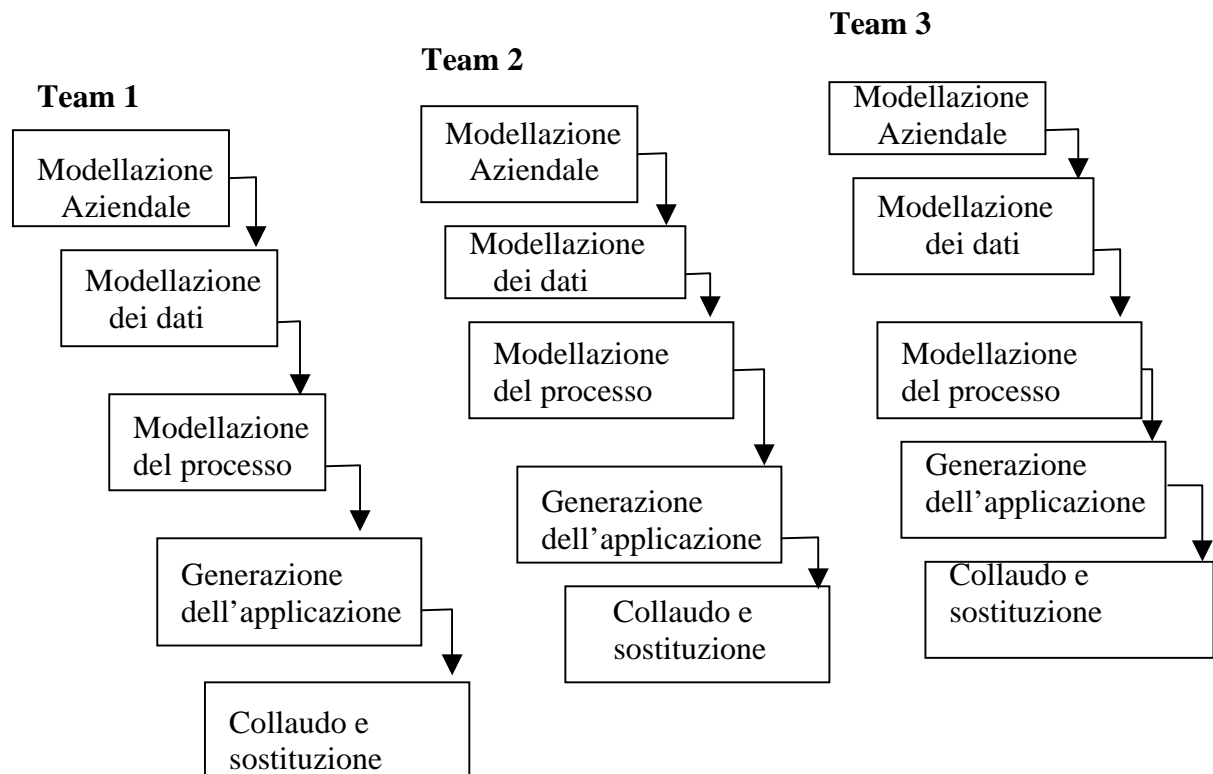 Team 1
Modellazione
Aziendale
Modellazione
dei dati
Modellazione
del processo
Generazione
dell’applicazione
Collaudo e
sostituzione
Team 2
Modellazione
Aziendale
Modellazione
dei dati
Modellazione
del processo
Generazione
dell’applicazione
Collaudo e
sostituzione
Team 3
Modellazione
Aziendale
Modellazione
dei dati
Modellazione
del processo
Generazione
dell’applicazione
Collaudo e
sostituzione